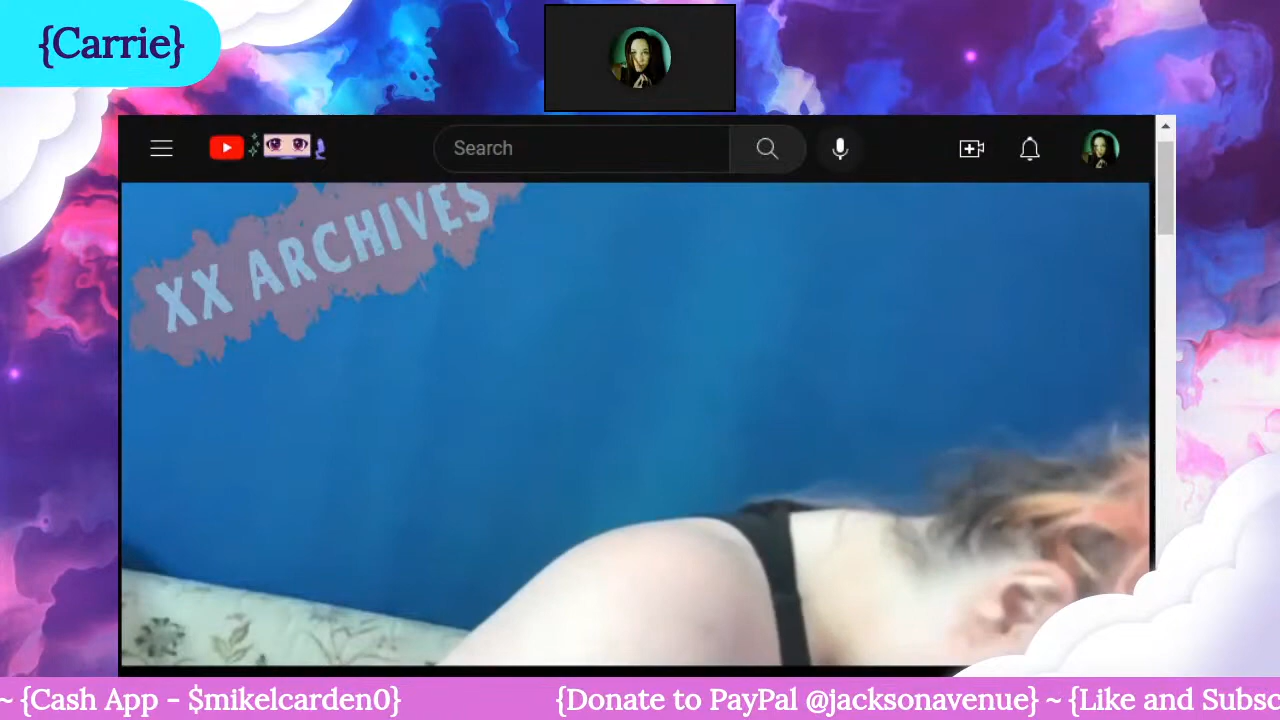 {Carrie}
Search
XX ARCHIVES
~ {Cash App - $mikelcarden0} {Donate to PayPal @jacksonavenue} ~ {Like and Subsc